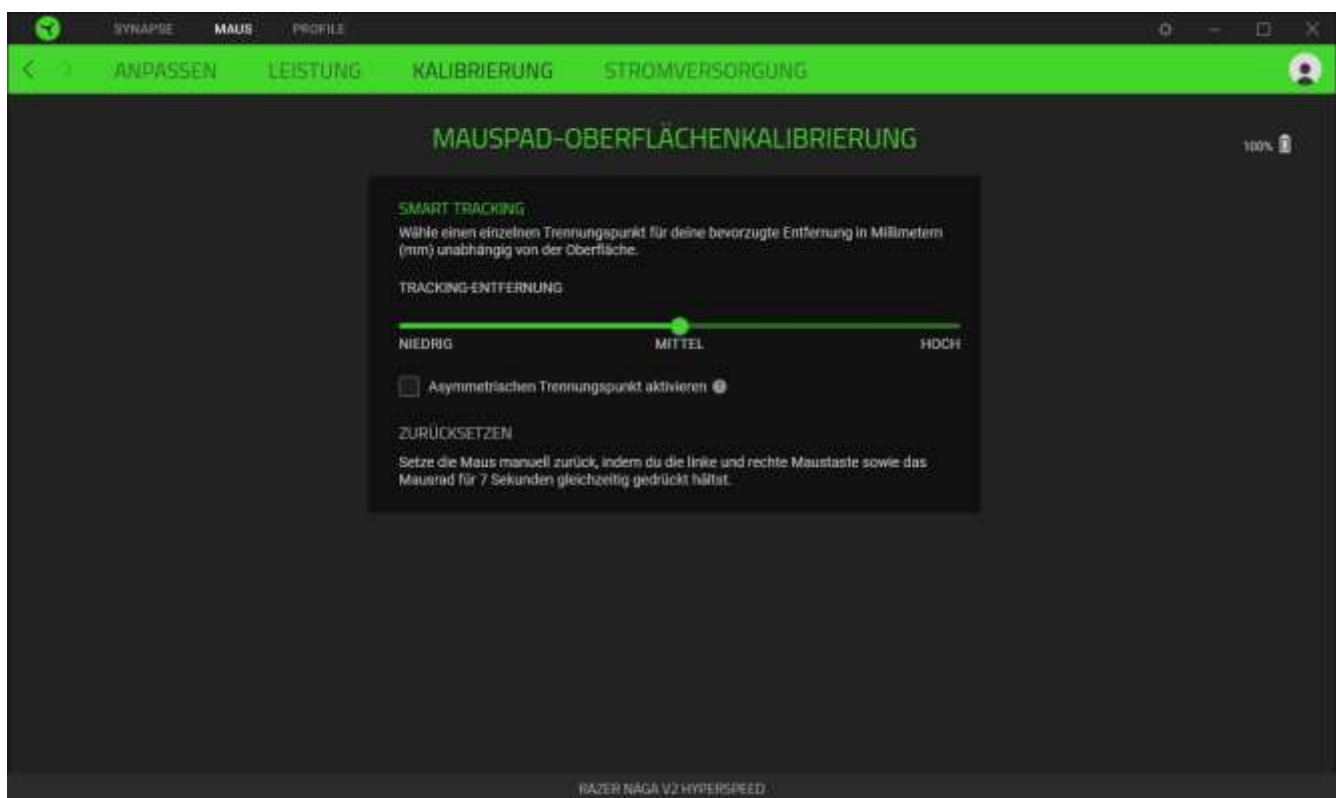 SYNAPSE MAUS PROFILE
ANPASSEN LEISTUNG KALIBRIERUNG STROMVERSORGUNG
MAUSPAD-OBERFLÄCHENKALIBRIERUNG
100%
SMART TRACKING
Wähle einen einzelnen Trennungspunkt für deine bevorzugte Entfernung in Millimetern
(mm) unabhängig von der Oberfläche.
TRACKING-ENTFERNUNG
NIEDRIG MITTEL HOCH
Asymmetrischen Trennungspunkt aktivieren
ZURÜCKSETZEN
Setze die Maus manuell zurück, indem du die linke und rechte Maustaste sowie das
Mausrad für 7 Sekunden gleichzeitig gedrückt hältst.
RAZER NAGA V2 HYPERSPEED